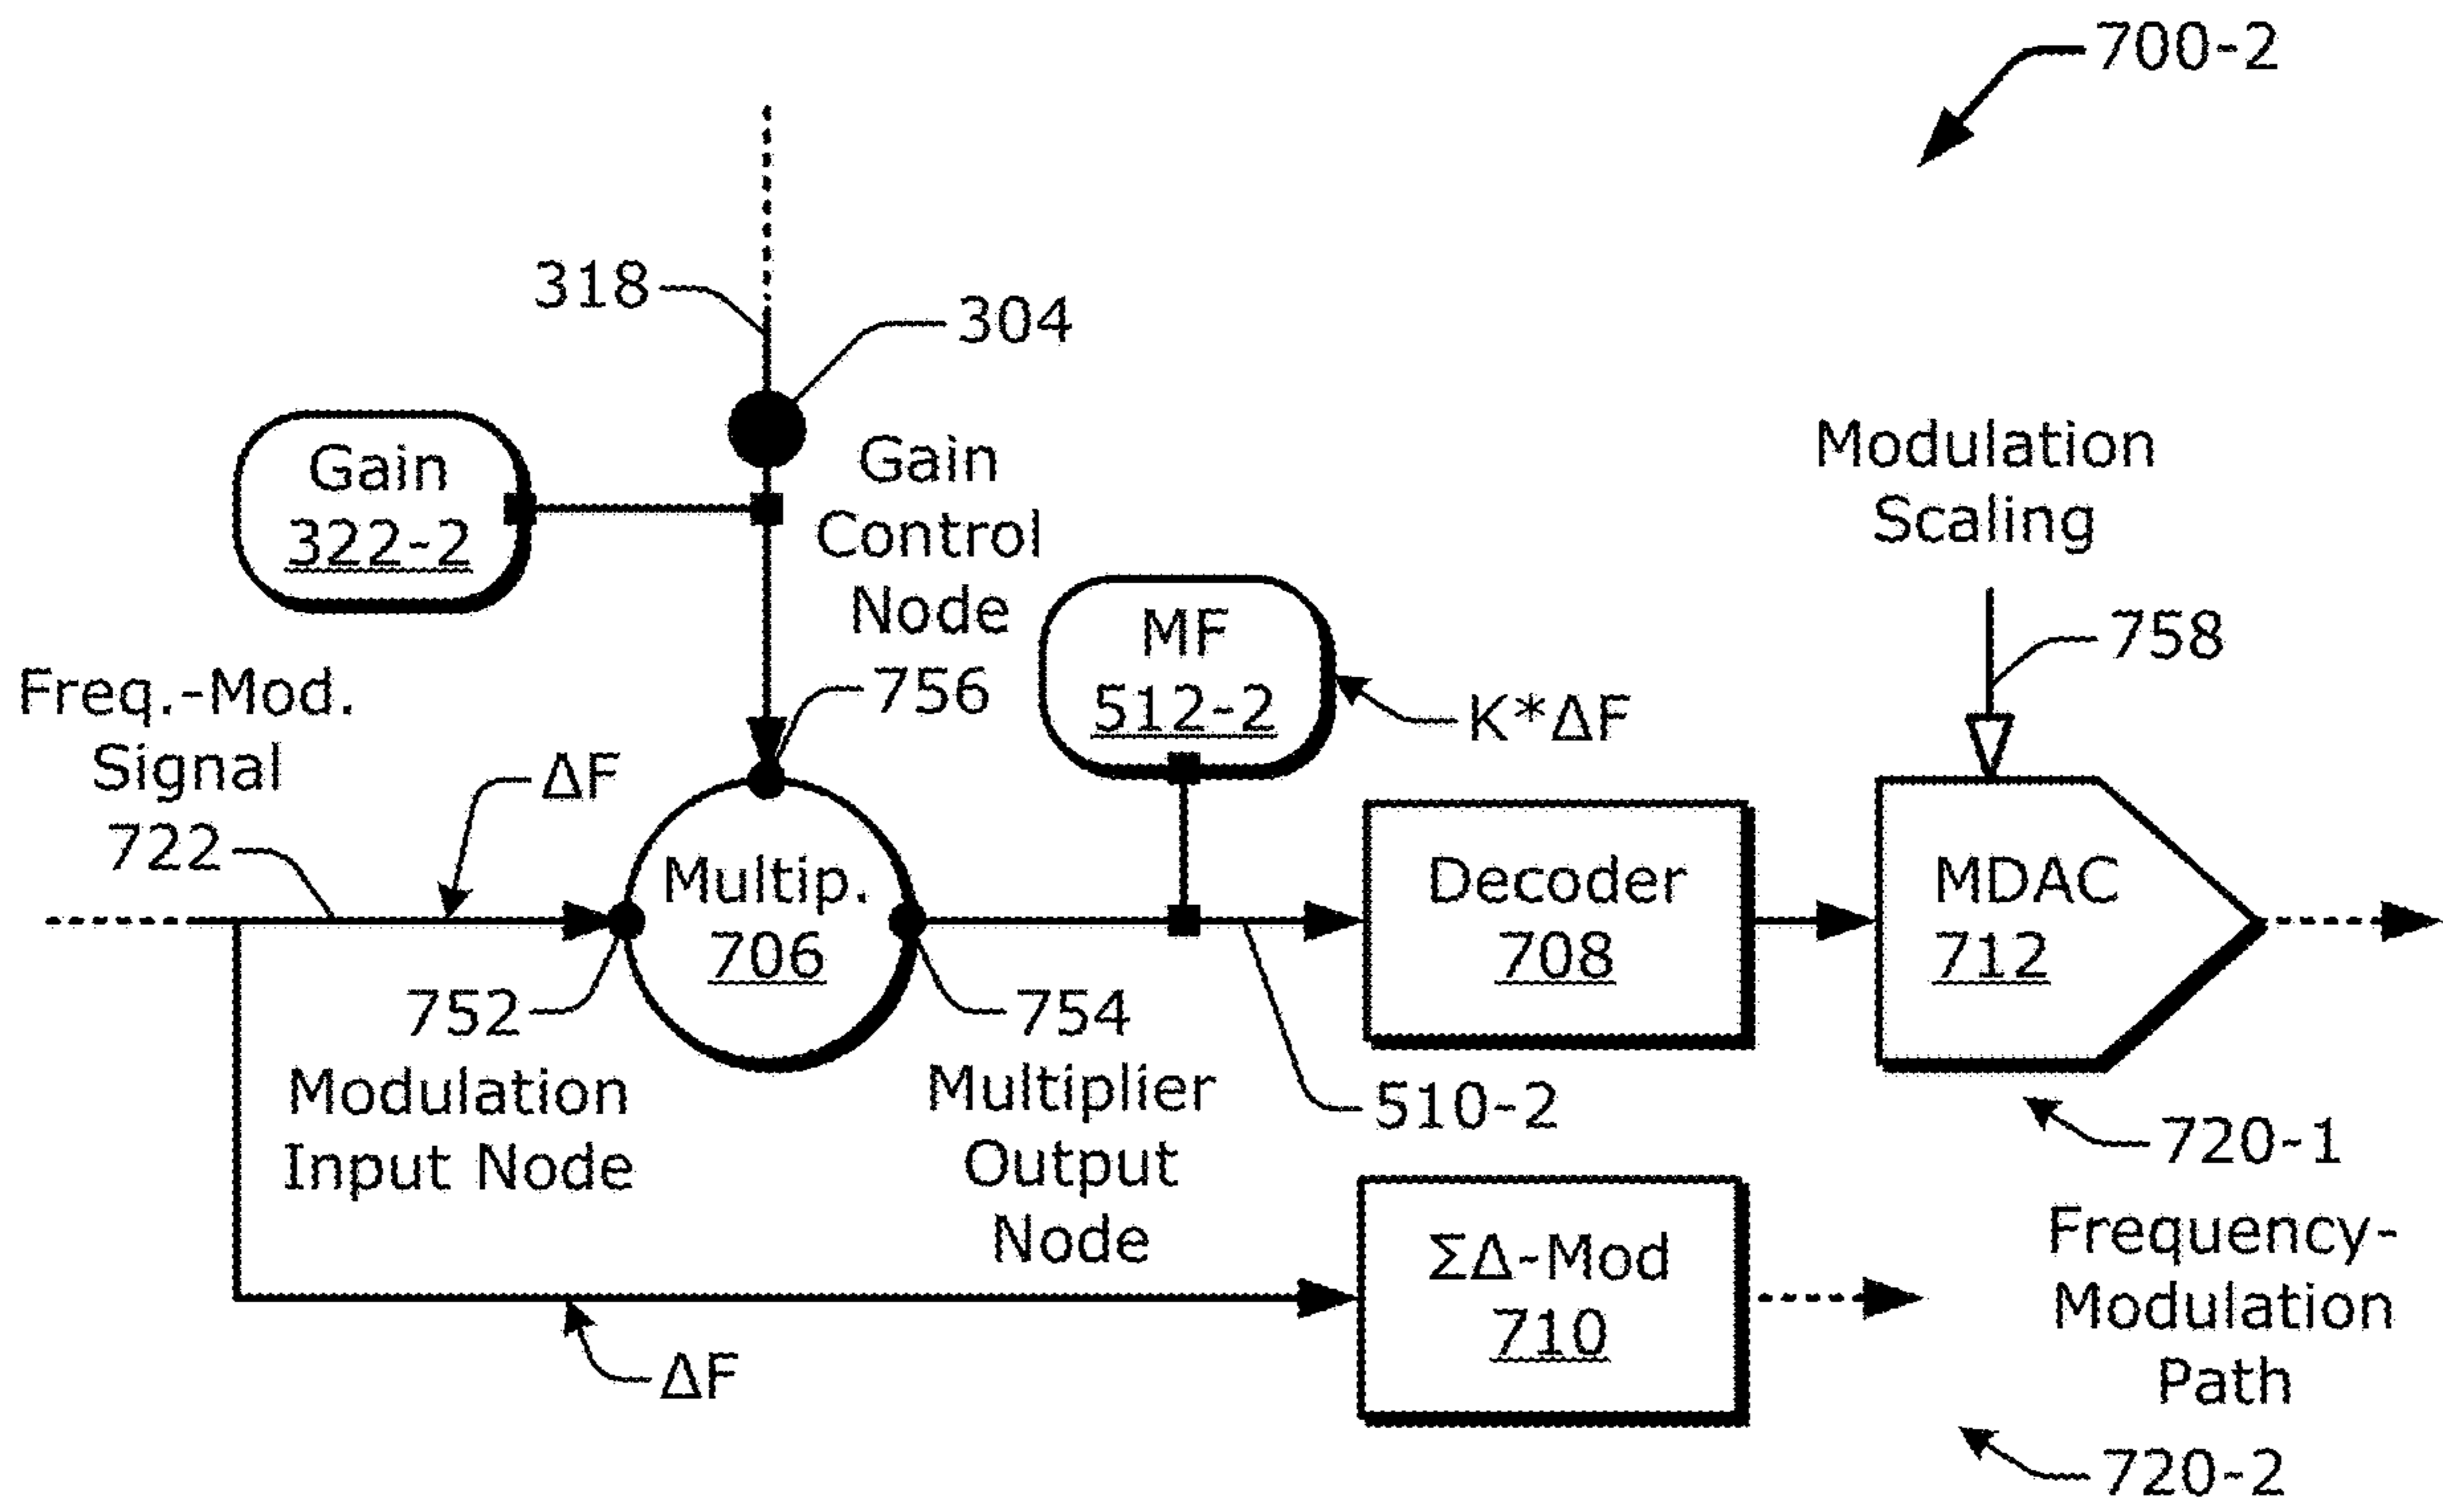 700-2
318
304
Gain
322-2
Gain
Control
Node
Modulation
Scaling
MF
512-2
758
Freq.-Mod.
Signal
756
K*ΔF
ΔF
722
Multip.
706
Decoder
708
MDAC
712
752
754
Modulation
Input Node
Multiplier
Output
Node
510-2
720-1
ΣΔ-Mod
710
Frequency-
Modulation
Path
ΔF
720-2